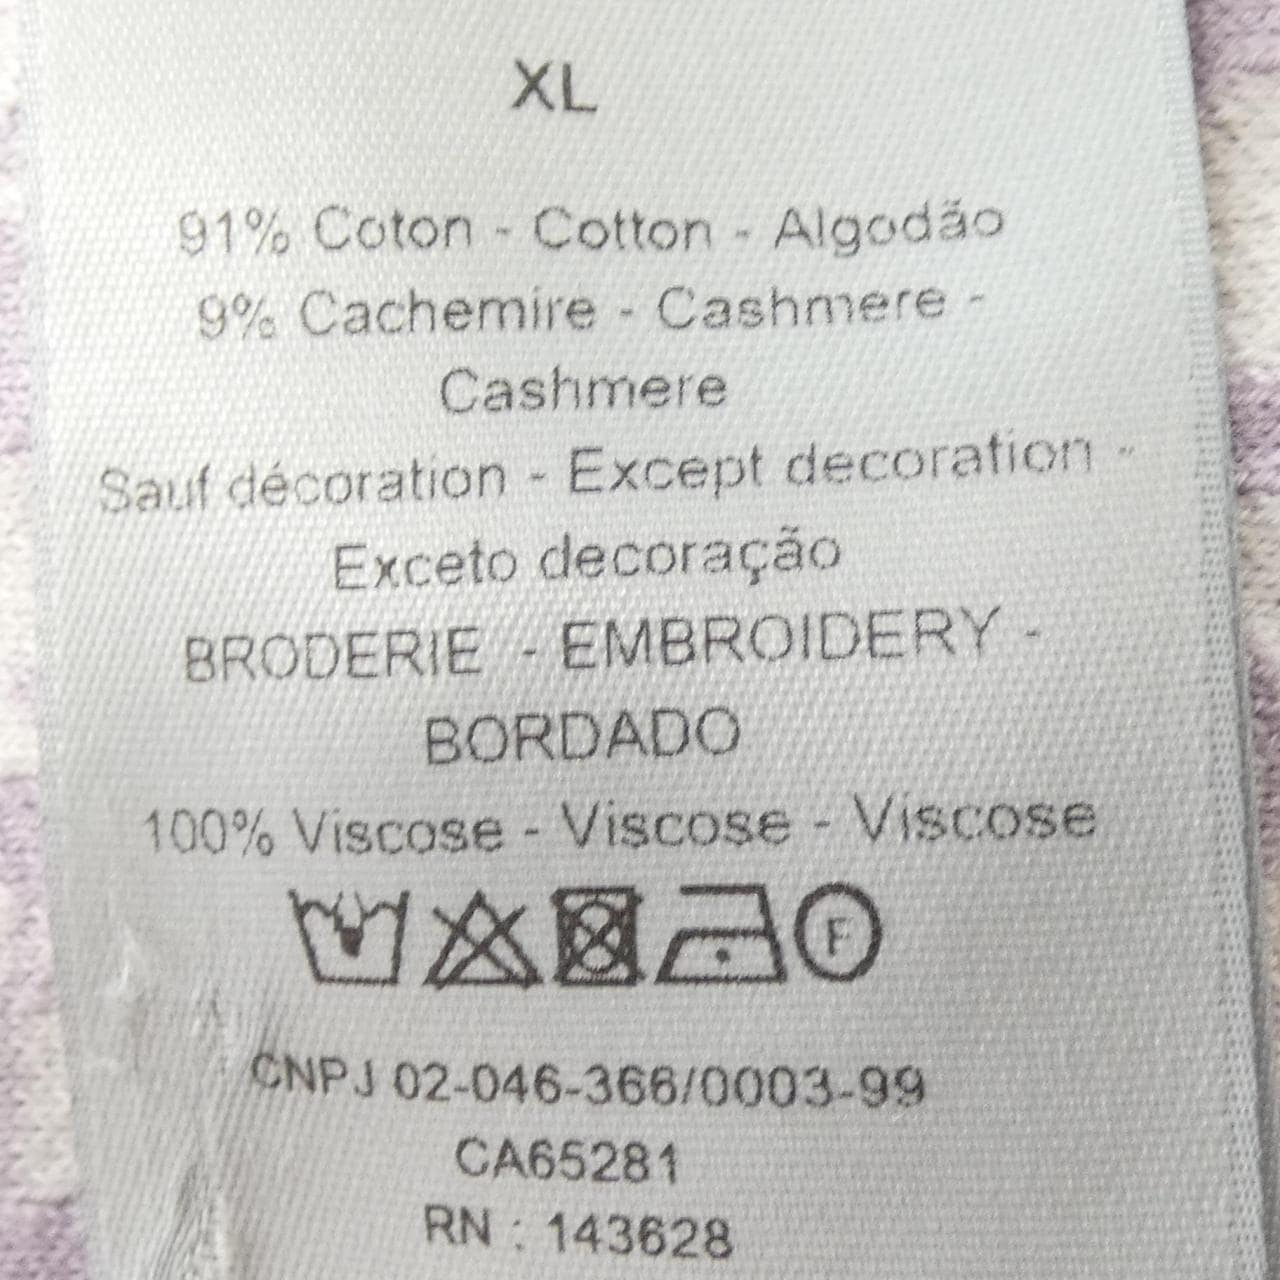 XL
91% Coton - Cotton - Algodão
9% Cachemire - Cashmere -
Cashmere
Sauf décoration - Except decoration -
Exceto decoração
BRODERIE - EMBROIDERY -
BORDADO
100% Viscose - Viscose - Viscose
F
CNPJ 02-046-366/0003-99
CA65281
RN : 143628